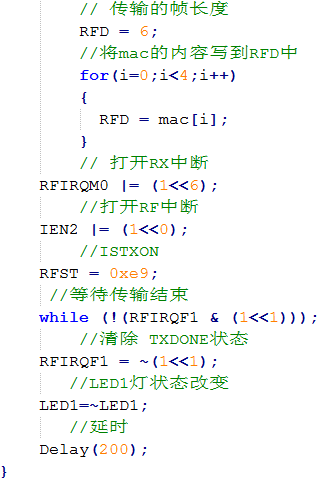 // 传输的帧长度
RFD = 6;
//将mac的内容写到RFD中
for(i=0;i<4;i++)
{
RFD = mac[i];
}
// 打开RX中断
RFIRQM0 |= (1<<6);
//打开RF中断
IEN2 |= (1<<0);
//ISTXON
RFST = 0xe9;
//等待传输结束
while (!(RFIRQF1 & (1<<1)));
//清除 TXDONE状态
RFIRQF1 = ~(1<<1);
//LED1灯状态改变
LED1=~LED1;
//延时
Delay(200);
}